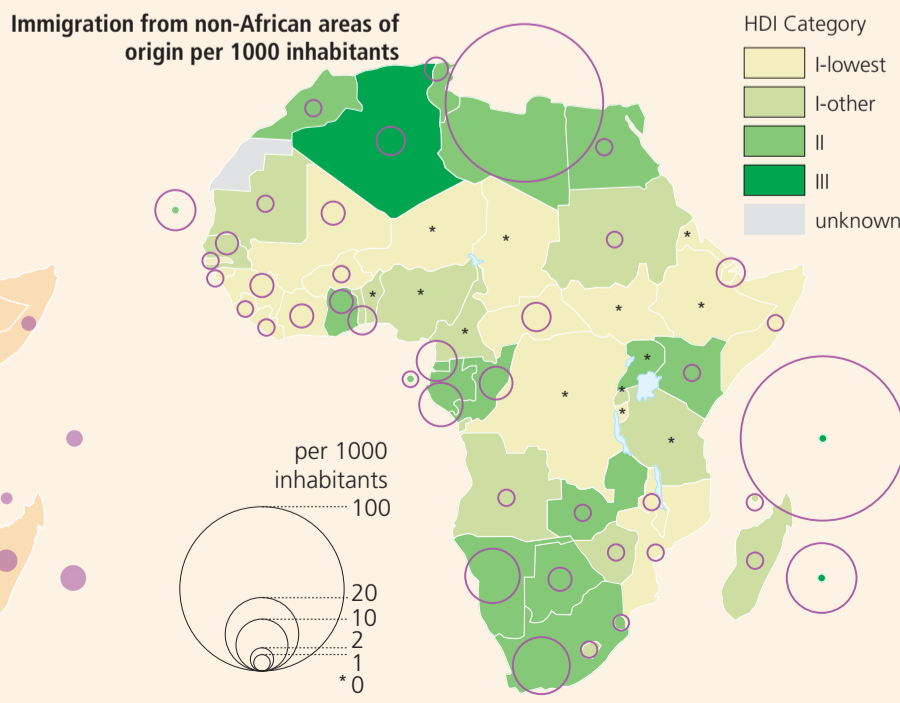 Immigration from non-African areas of
origin per 1000 inhabitants
HDI Category
I-lowest
I-other
II
III
unknown
per 1000
inhabitants
100
20
10
2
1
*0
*
*
*
*
*
*
*
*
*
*
*
*
*